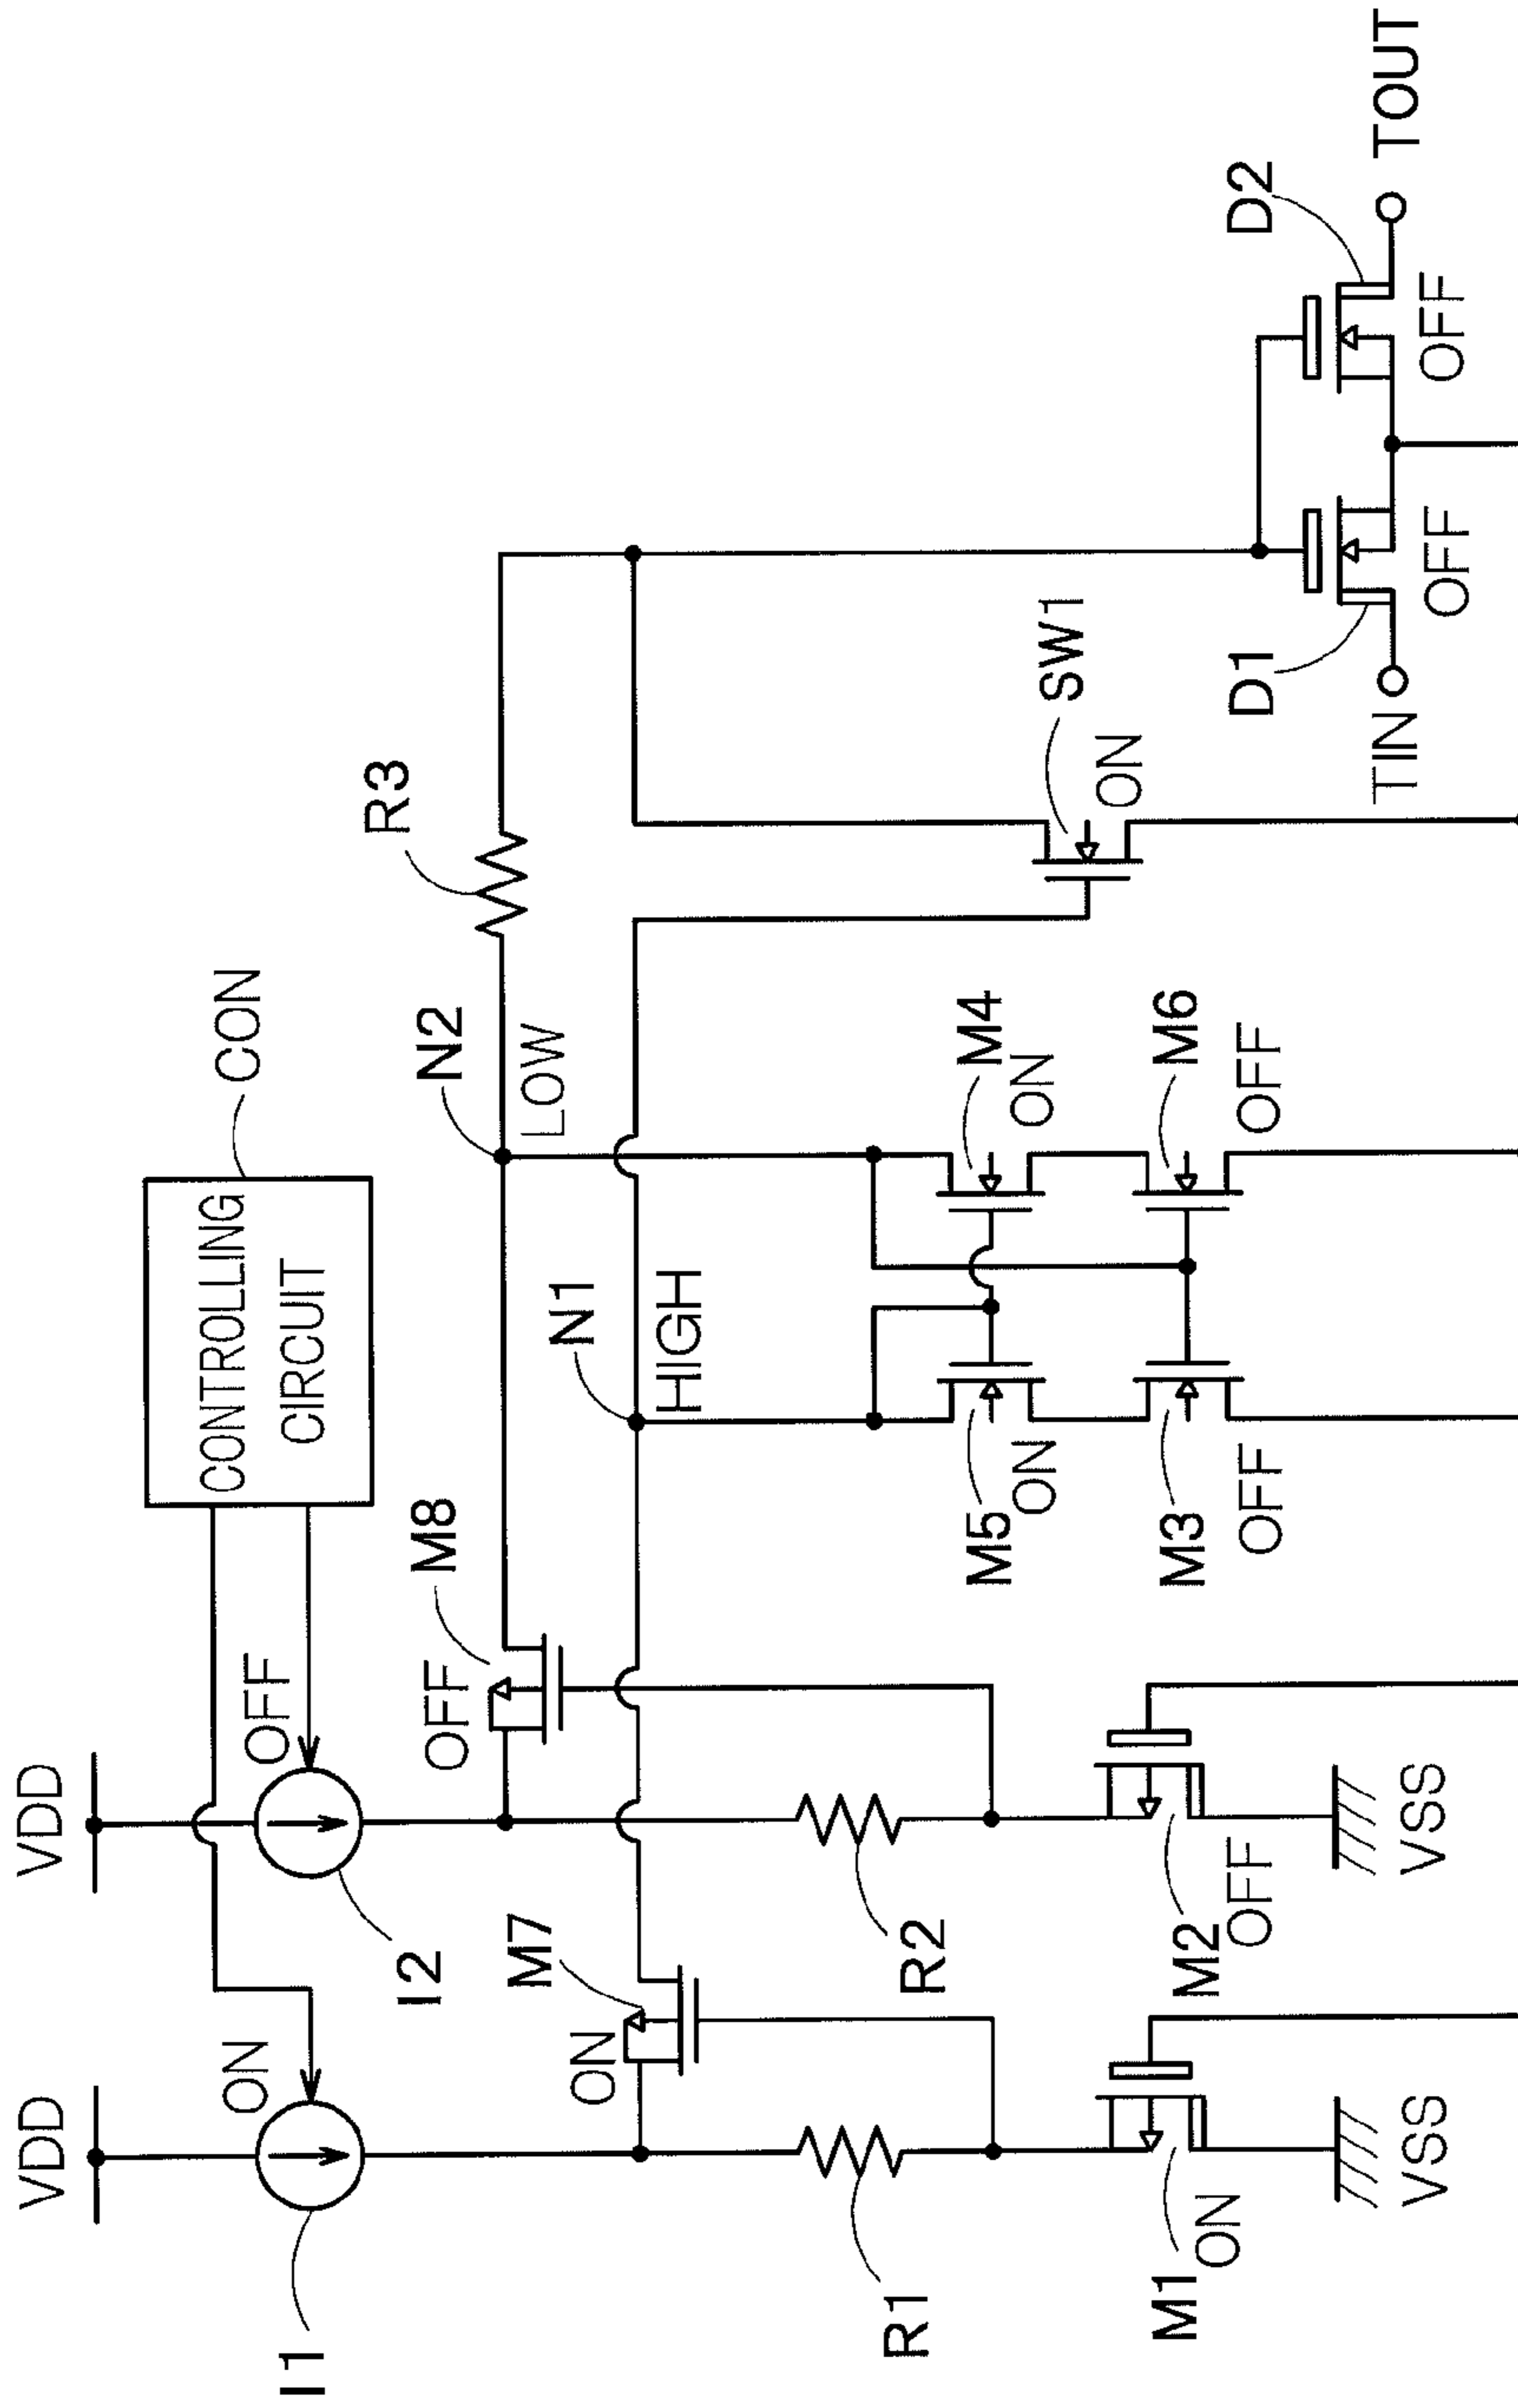 VDD
VDD
ON
OFF
CONTROLLING
CIRCUIT
CON
I1
I2
M7
ON
M8
OFF
N1
HIGH
N2
LOW
R3
R1
R2
M1
ON
M2
OFF
VSS
VSS
M5
ON
M4
ON
M3
OFF
M6
OFF
SW1
ON
D1
OFF
D2
OFF
TIN
TOUT